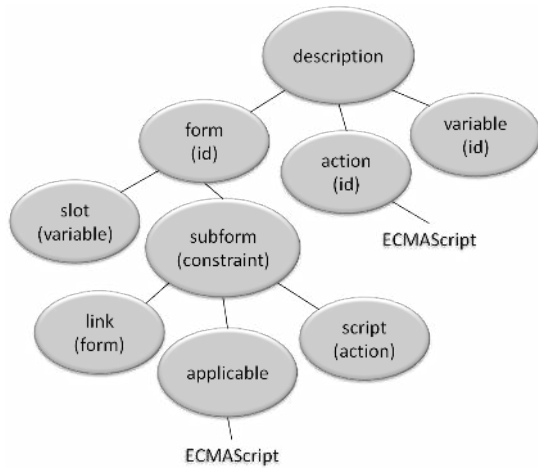 description
form
(id)
action
(id)
variable
(id)
slot
(variable)
subform
(constraint)
ECMAScript
link
(form)
applicable
script
(action)
ECMAScript